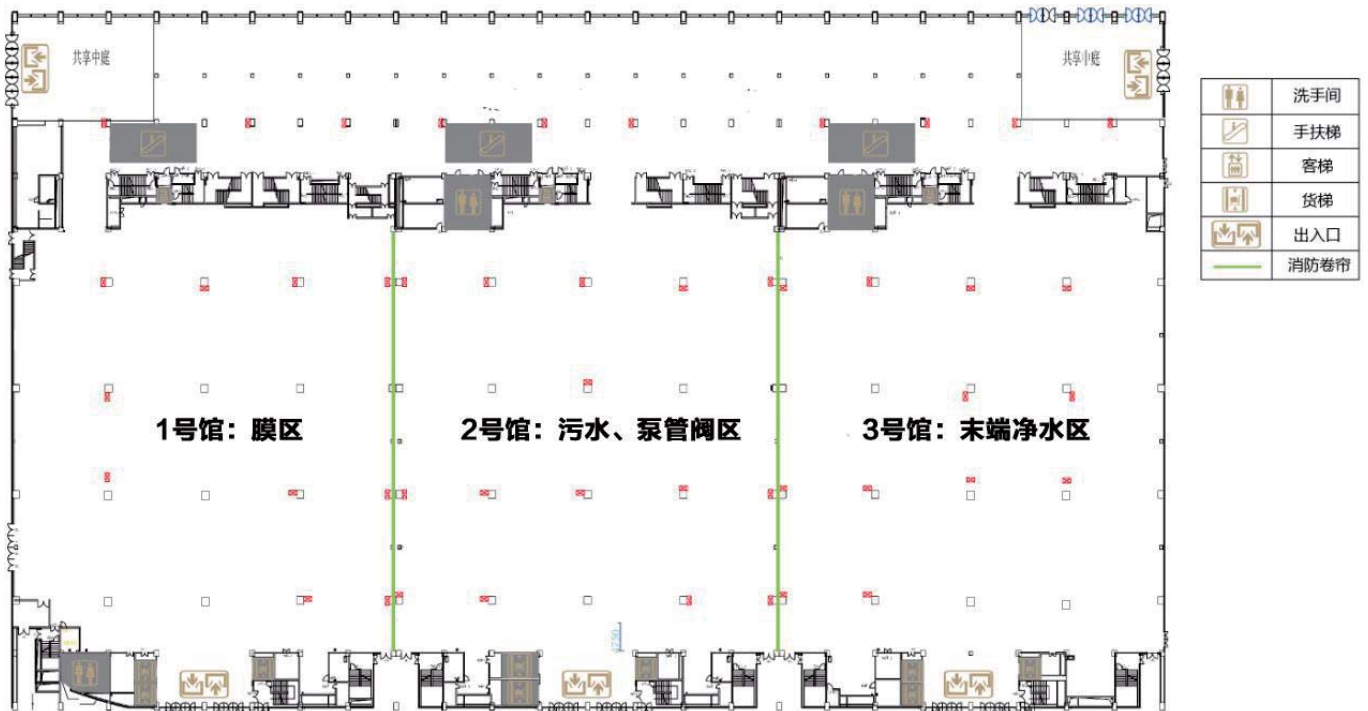 共享中庭
共享中庭
洗手间
手扶梯
客梯
货梯
出入口
消防卷帘
1号馆：膜区
2号馆：污水、泵管阀区
3号馆：末端净水区